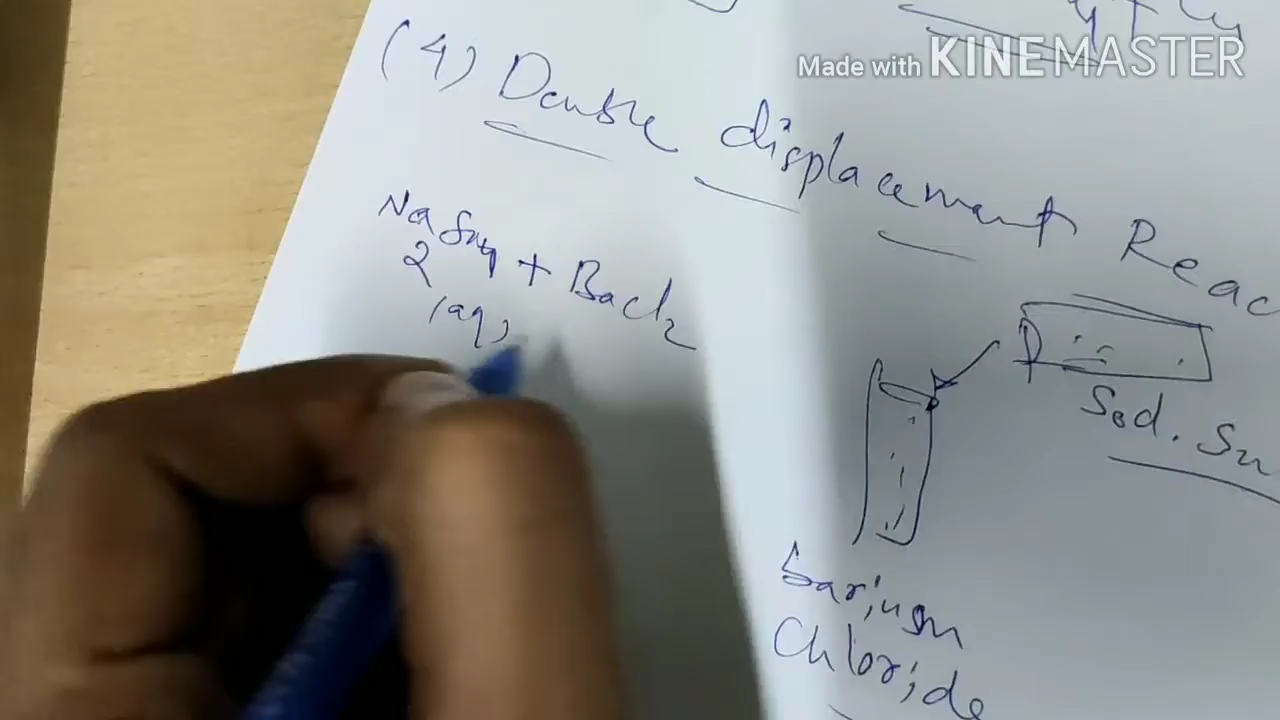 Made with KINEMASTER
(4) Double displacement Reac
Na2SO4 + BaCl2
(aq)
Sod. Su
barium
Chloride